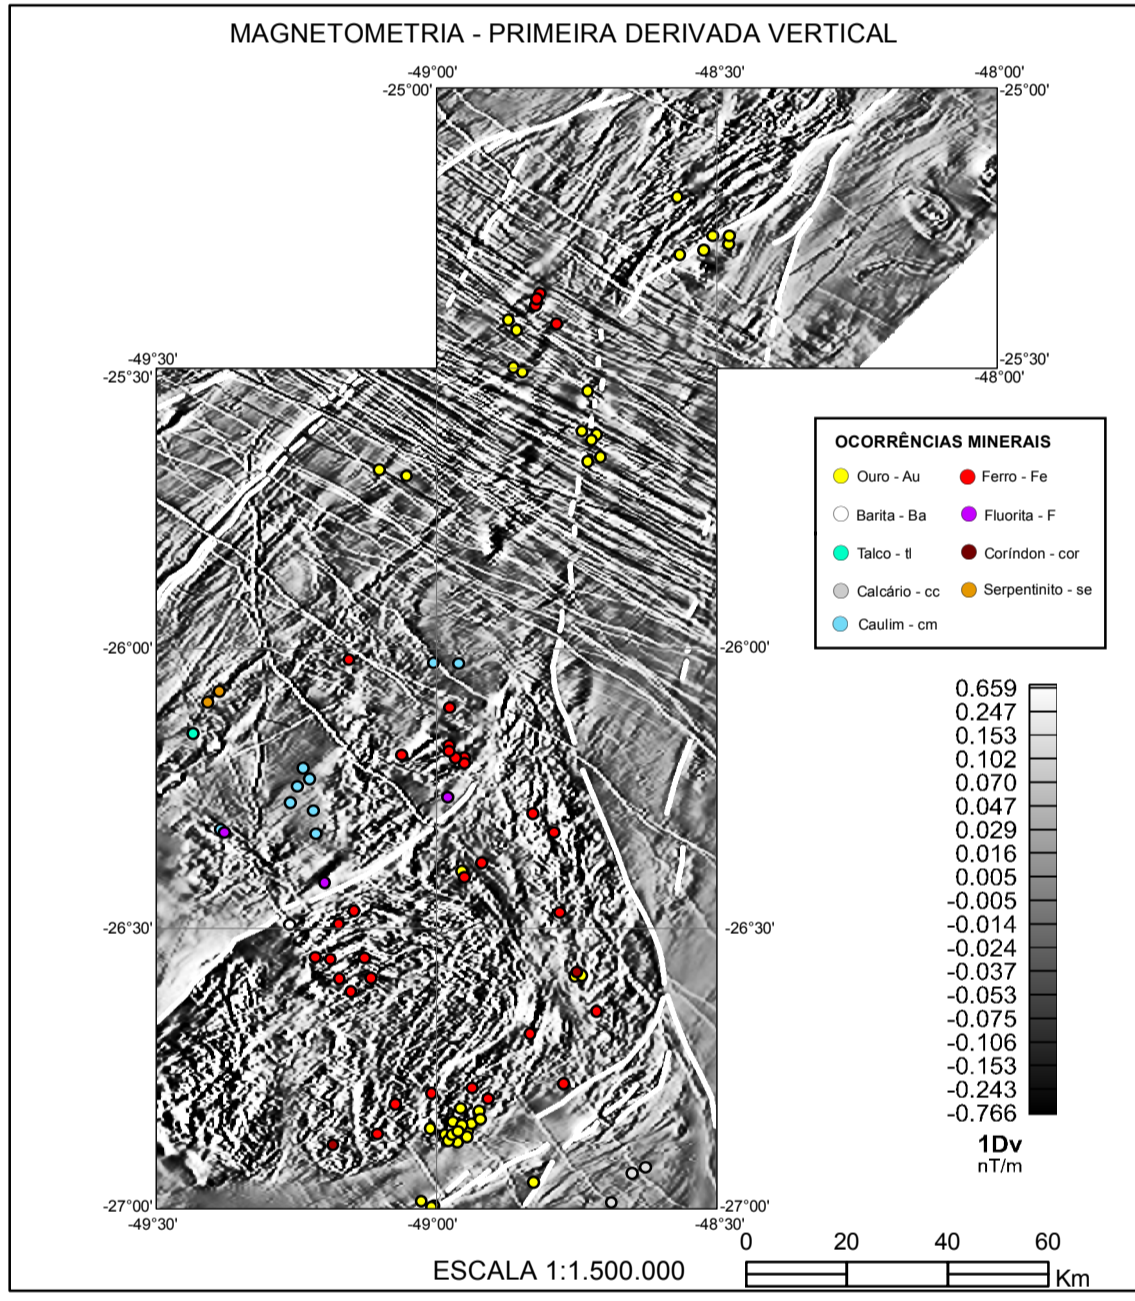 MAGNETOMETRIA - PRIMEIRA DERIVADA VERTICAL
-49°00' -48°30' -48°00'
-25°00' -25°00'
-49°30' -25°30'
-25°30' -48°00'
OCORRÊNCIAS MINERAIS
Ouro - Au Ferro - Fe
Barita - Ba Fluorita - F
Talco - tl Coríndon - cor
Calcário - cc Serpentinito - se
Caulim - cm
-26°00' -26°00'
0.659
0.247
0.153
0.102
0.070
0.047
0.029
0.016
0.005
-0.005
-0.014
-0.024
-0.037
-0.053
-0.075
-0.106
-0.153
-0.243
-0.766
1Dv
nT/m
-26°30' -26°30'
-27°00' -27°00'
-49°30' -49°00' -48°30'
ESCALA 1:1.500.000
0 20 40 60
Km